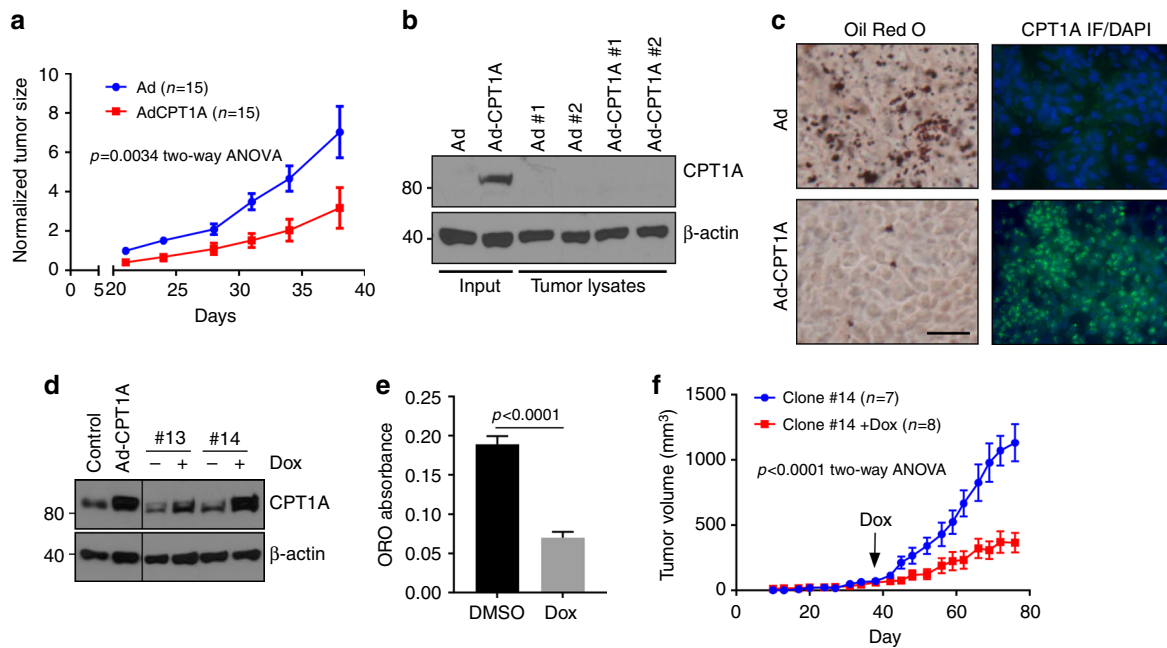 a
Normalized tumor size
10
8
6
4
2
0
0 5 20 25 30 35 40
Days
Ad (n=15)
AdCPT1A (n=15)
p=0.0034 two-way ANOVA
b
Ad
Ad-CPT1A
Ad #1
Ad #2
Ad-CPT1A #1
Ad-CPT1A #2
80
CPT1A
40
β-actin
Input
Tumor lysates
c
Oil Red O
CPT1A IF/DAPI
Ad
Ad-CPT1A
d
Control
Ad-CPT1A
#13 #14
– + – + Dox
80
CPT1A
40
β-actin
e
ORO absorbance
0.25
0.20
0.15
0.10
0.05
0.00
p<0.0001
DMSO Dox
f
Tumor volume (mm³)
1500
1000
500
0
0 20 40 60 80
Day
Clone #14 (n=7)
Clone #14 +Dox (n=8)
p<0.0001 two-way ANOVA
Dox